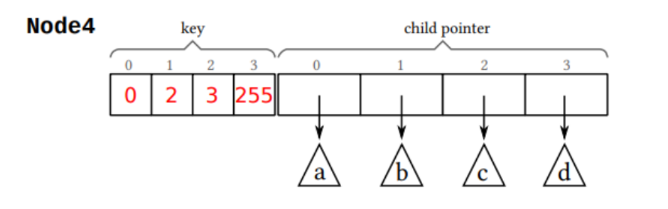 Node4
key
child pointer
0 1 2 3 0 1 2 3
0 2 3 255
a b c d